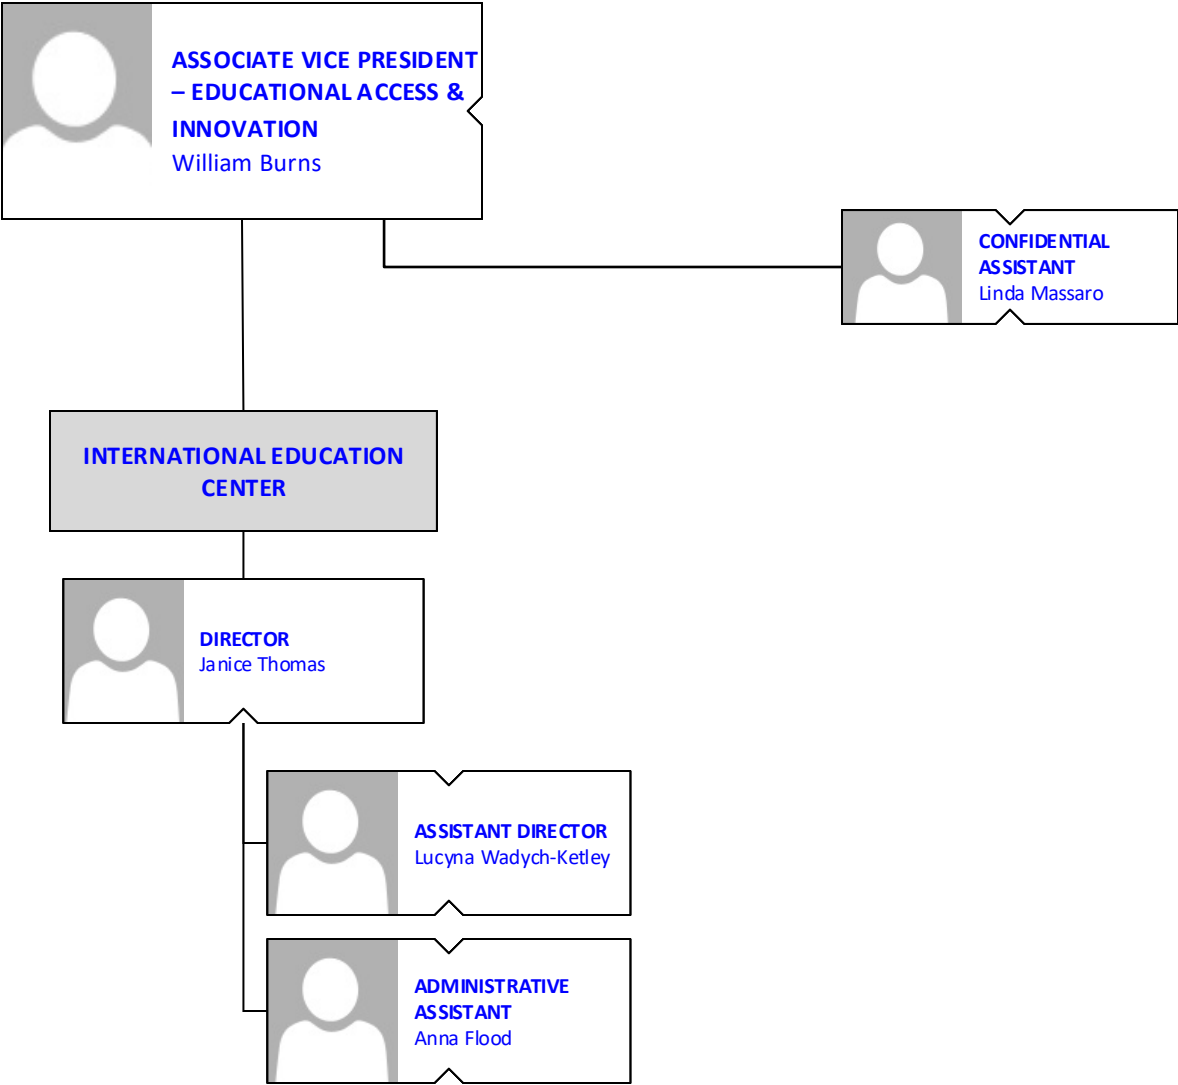 ASSOCIATE VICE PRESIDENT
– EDUCATIONAL ACCESS &
INNOVATION
William Burns
CONFIDENTIAL
ASSISTANT
Linda Massaro
INTERNATIONAL EDUCATION
CENTER
DIRECTOR
Janice Thomas
ASSISTANT DIRECTOR
Lucyna Wadych-Ketley
ADMINISTRATIVE
ASSISTANT
Anna Flood